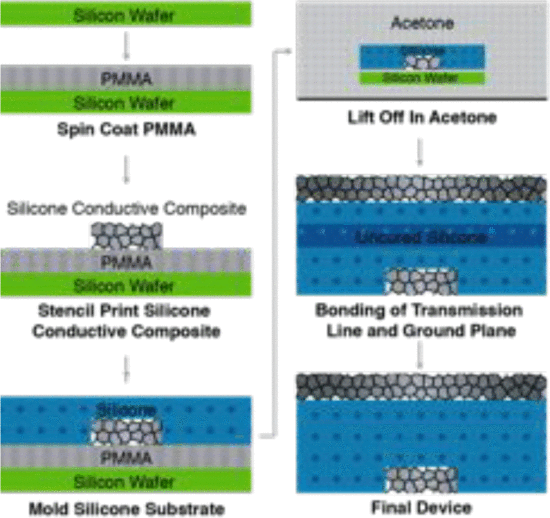 Silicon Wafer
PMMA
Silicon Wafer
Spin Coat PMMA
Silicone Conductive Composite
PMMA
Silicon Wafer
Stencil Print Silicone
Conductive Composite
Silicone
PMMA
Silicon Wafer
Mold Silicone Substrate
Acetone
Silicone
Silicon Wafer
Lift Off In Acetone
Uncured Silicone
Bonding of Transmission
Line and Ground Plane
Final Device